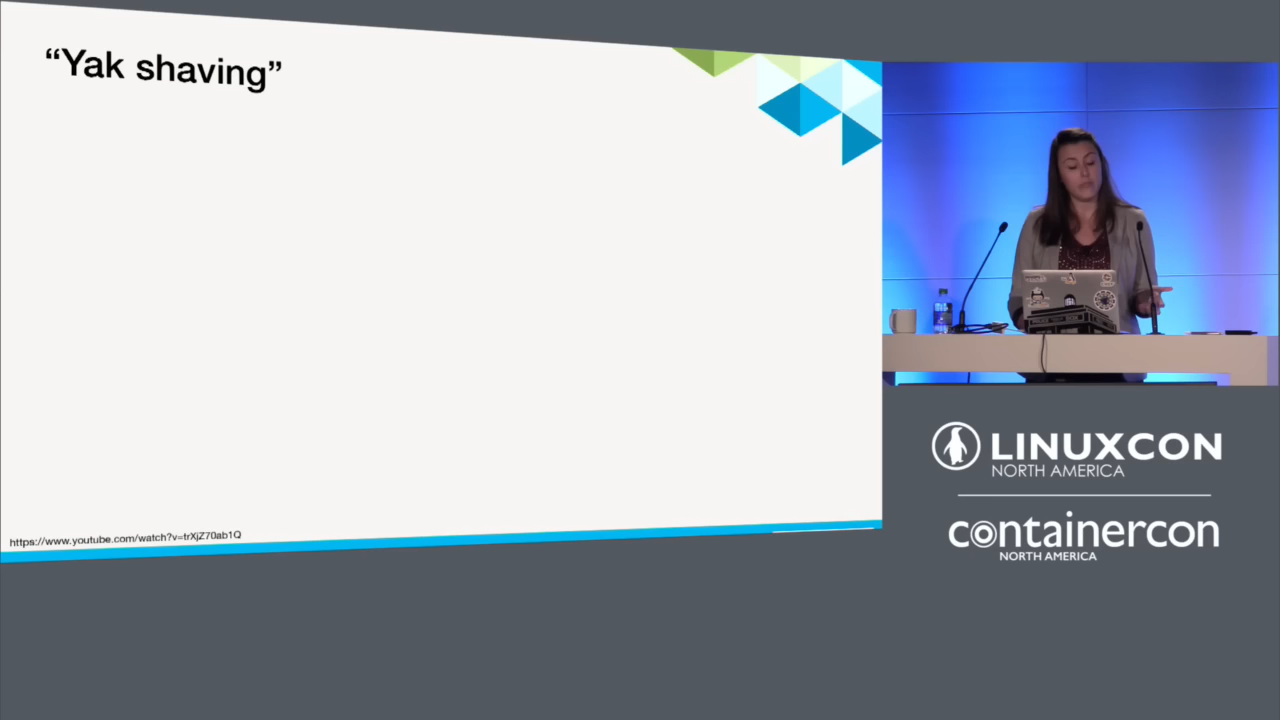 “Yak shaving”
https://www.youtube.com/watch?v=trXjZ70ab1Q
LINUXCON
NORTH AMERICA
containercon
NORTH AMERICA